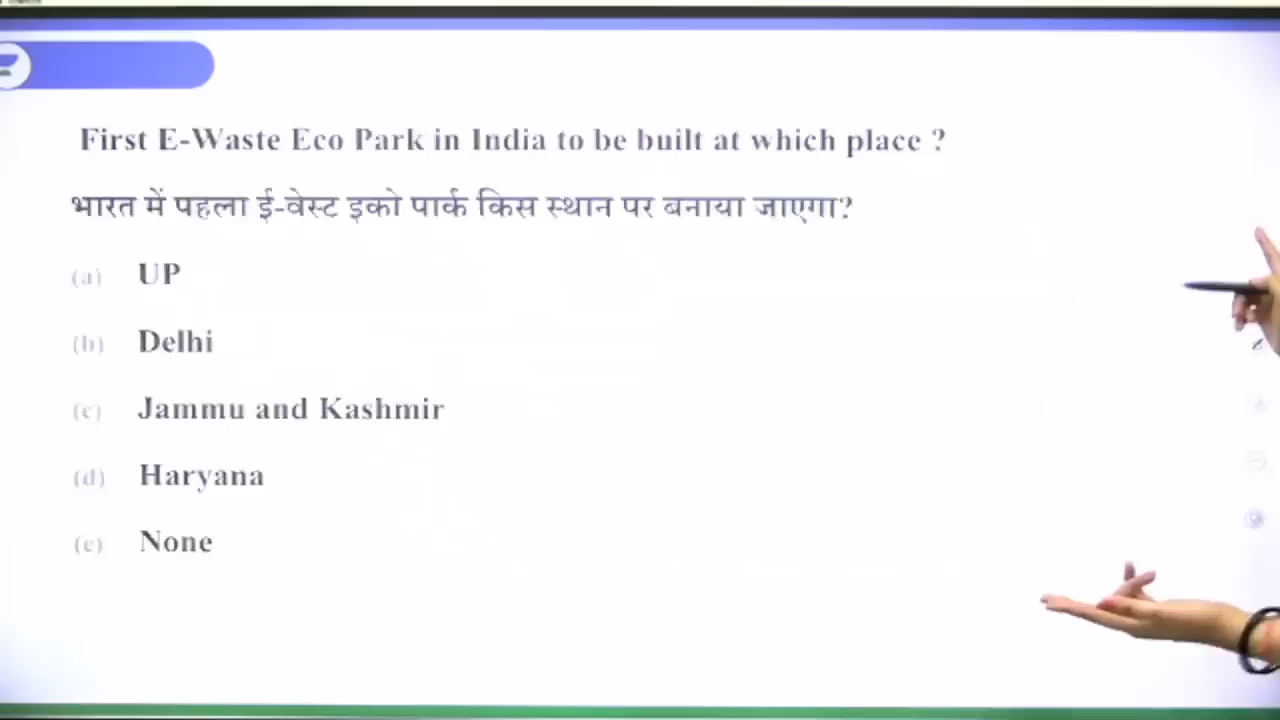 First E-Waste Eco Park in India to be built at which place ?
भारत में पहला ई-वेस्ट इको पार्क किस स्थान पर बनाया जाएगा?
(a) UP
(b) Delhi
(c) Jammu and Kashmir
(d) Haryana
(e) None